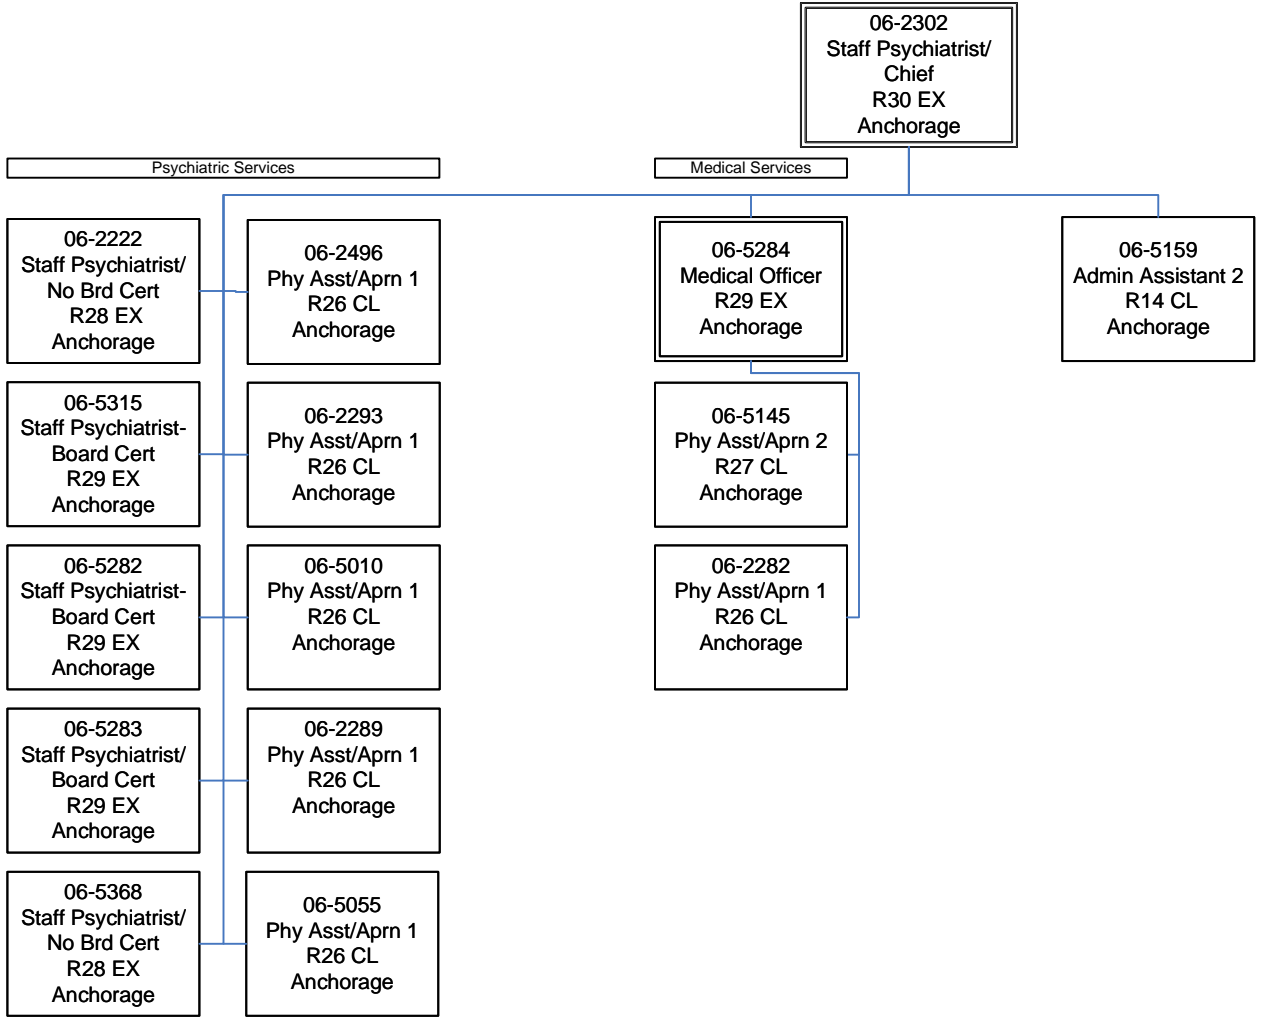 06-2302
Staff Psychiatrist/
Chief
R30 EX
Anchorage
Psychiatric Services
Medical Services
06-2222
Staff Psychiatrist/
No Brd Cert
R28 EX
Anchorage
06-2496
Phy Asst/Aprn 1
R26 CL
Anchorage
06-5284
Medical Officer
R29 EX
Anchorage
06-5159
Admin Assistant 2
R14 CL
Anchorage
06-5315
Staff Psychiatrist-
Board Cert
R29 EX
Anchorage
06-2293
Phy Asst/Aprn 1
R26 CL
Anchorage
06-5145
Phy Asst/Aprn 2
R27 CL
Anchorage
06-5282
Staff Psychiatrist-
Board Cert
R29 EX
Anchorage
06-5010
Phy Asst/Aprn 1
R26 CL
Anchorage
06-2282
Phy Asst/Aprn 1
R26 CL
Anchorage
06-5283
Staff Psychiatrist/
Board Cert
R29 EX
Anchorage
06-2289
Phy Asst/Aprn 1
R26 CL
Anchorage
06-5368
Staff Psychiatrist/
No Brd Cert
R28 EX
Anchorage
06-5055
Phy Asst/Aprn 1
R26 CL
Anchorage